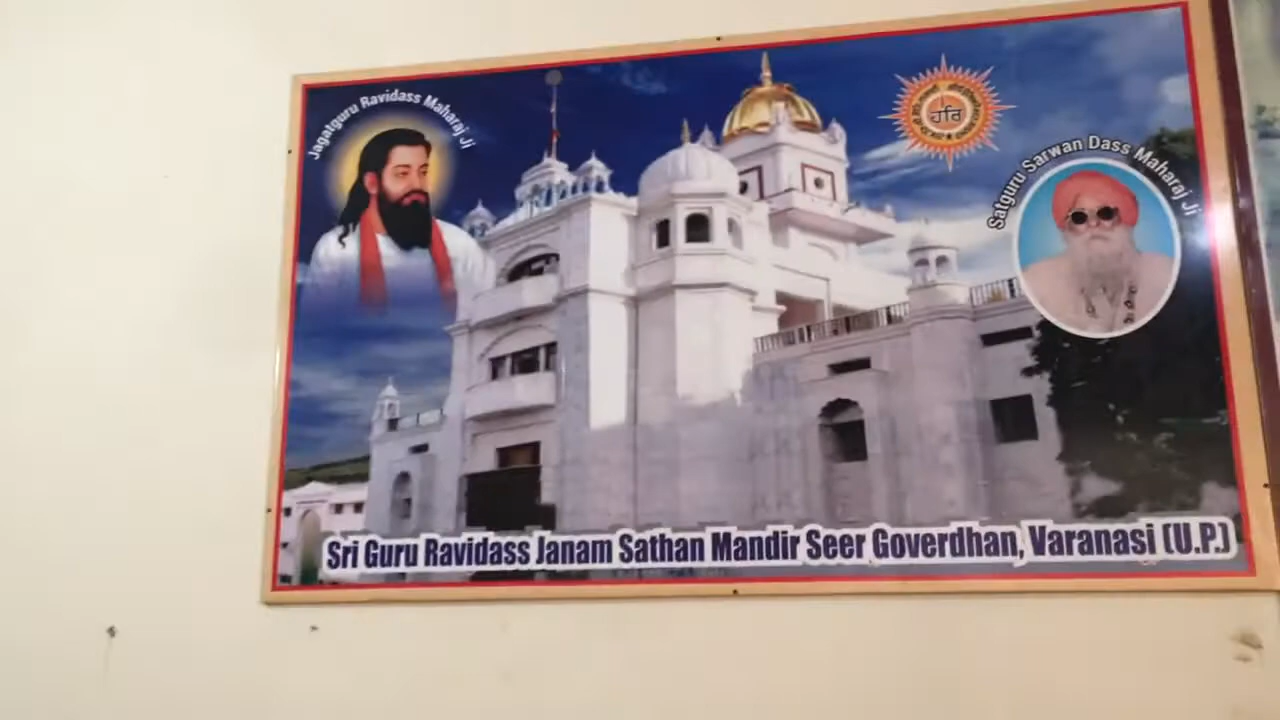 Jagatguru Ravidass Maharaj Ji
ਹਰਿ
Satguru Sarwan Dass Maharaj Ji
Sri Guru Ravidass Janam Sathan Mandir Seer Goverdhan, Varanasi (U.P.)